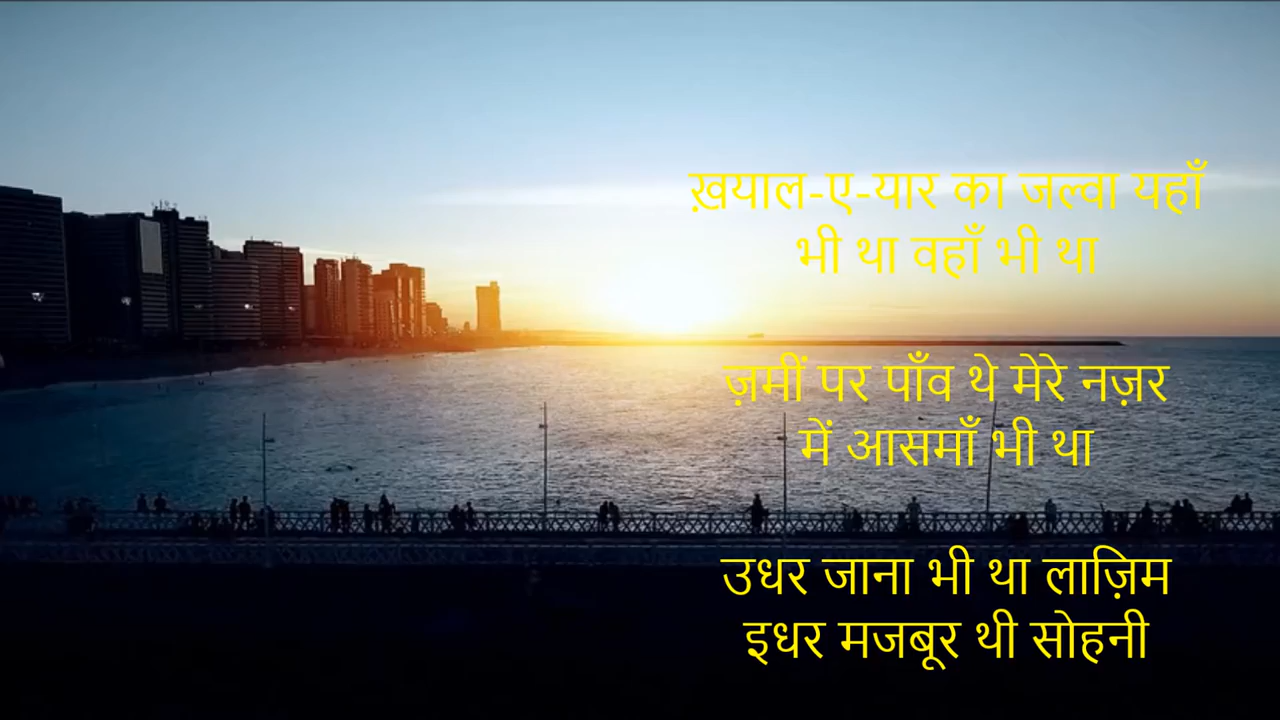 ख़याल-ए-यार का जल्वा यहाँ
भी था वहाँ भी था
ज़मीं पर पाँव थे मेरे नज़र
में आसमाँ भी था
उधर जाना भी था लाज़िम
इधर मजबूर थी सोहनी